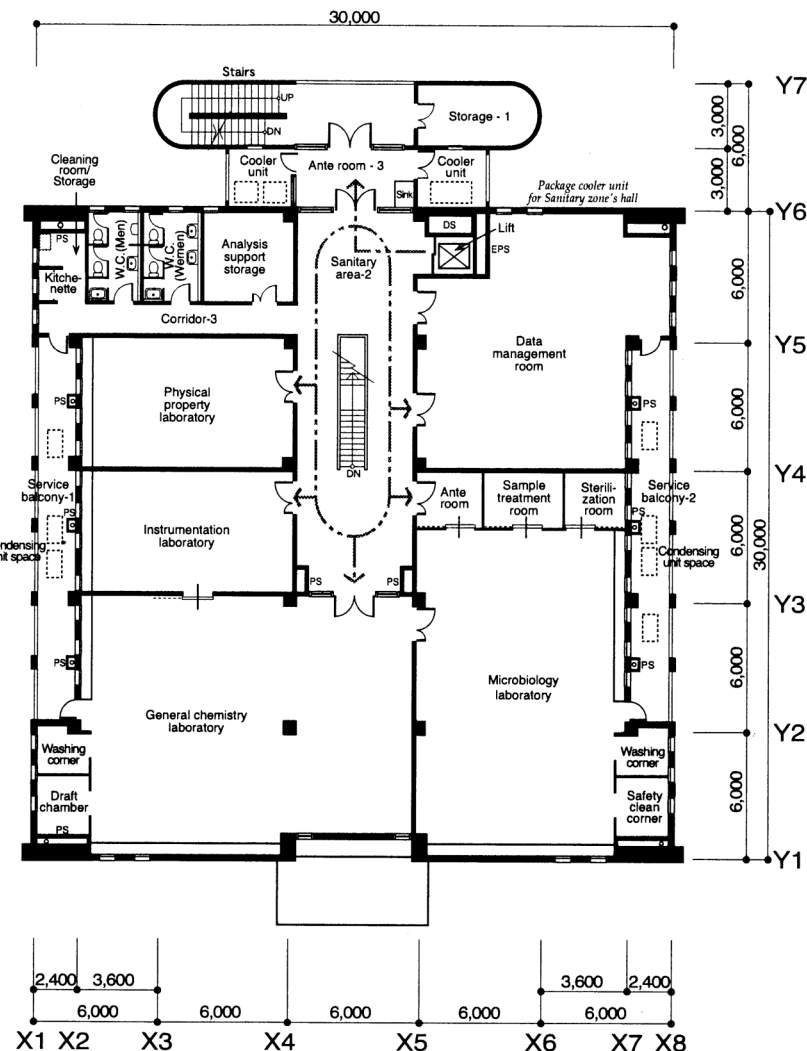 30,000
Stairs
UP
DN
Storage - 1
Y7
3,000
6,000
3,000
Cleaning
room/
Storage
Cooler
unit
Ante room - 3
Cooler
unit
Sink
Package cooler unit
for Sanitary zone's hall
Y6
PS
W.C.(Men)
W.C.
(Wemen)
Analysis
support
storage
Sanitary
area-2
DS
Lift
EPS
Kitche-
nette
6,000
Corridor-3
Y5
Data
management
room
Physical
property
laboratory
PS
PS
6,000
DN
Y4
Service
balcony-1
Ante
room
Sample
treatment
room
Sterili-
zation
room
Service
balcony-2
PS
PS
Instrumentation
laboratory
ndensing
nit space
Condensing
unit space
6,000
30,000
PS
PS
Y3
PS
PS
6,000
General chemistry
laboratory
Microbiology
laboratory
Y2
Washing
corner
Washing
corner
Draft
chamber
PS
Safety
clean
corner
6,000
Y1
2,400
3,600
3,600
2,400
6,000
6,000
6,000
6,000
6,000
X1
X2
X3
X4
X5
X6
X7
X8